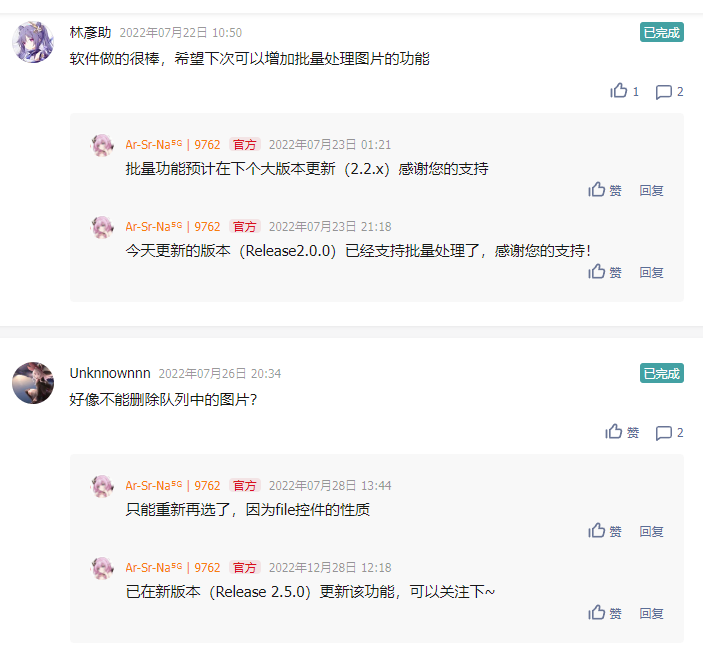 林彥助 2022年07月22日 10:50 已完成
软件做的很棒，希望下次可以增加批量处理图片的功能
1 2
Ar-Sr-Na⁵ᴳ | 9762 官方 2022年07月23日 01:21
批量功能预计在下个大版本更新（2.2.x）感谢您的支持
赞 回复
Ar-Sr-Na⁵ᴳ | 9762 官方 2022年07月23日 21:18
今天更新的版本（Release2.0.0）已经支持批量处理了，感谢您的支持！
赞 回复
Unknnownnn 2022年07月26日 20:34 已完成
好像不能删除队列中的图片？
赞 2
Ar-Sr-Na⁵ᴳ | 9762 官方 2022年07月28日 13:44
只能重新再选了，因为file控件的性质
赞 回复
Ar-Sr-Na⁵ᴳ | 9762 官方 2022年12月28日 12:18
已在新版本（Release 2.5.0）更新该功能，可以关注下~
赞 回复